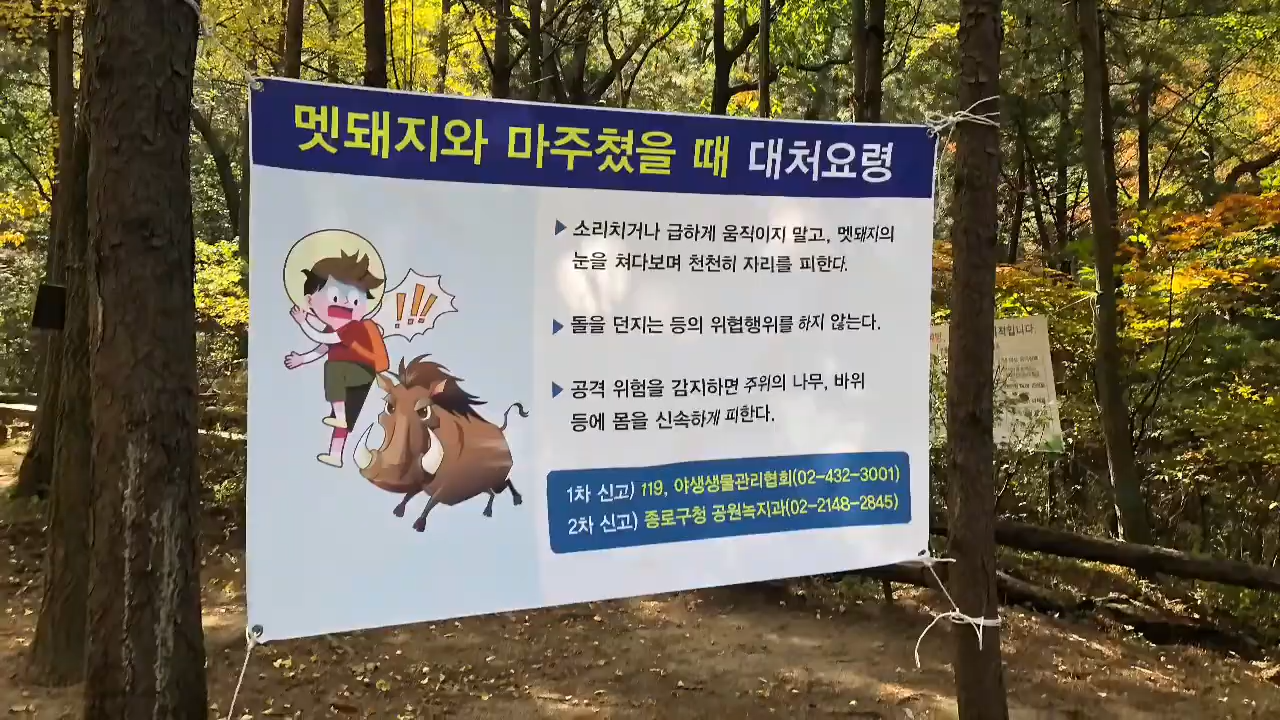 멧돼지와 마주쳤을 때 대처요령
!!!
소리치거나 급하게 움직이지 말고, 멧돼지의
눈을 쳐다보며 천천히 자리를 피한다.
돌을 던지는 등의 위협행위를 하지 않는다.
공격 위험을 감지하면 주위의 나무, 바위
등에 몸을 신속하게 피한다.
1차 신고) 119, 야생생물관리협회(02-432-3001)
2차 신고) 종로구청 공원녹지과(02-2148-2845)